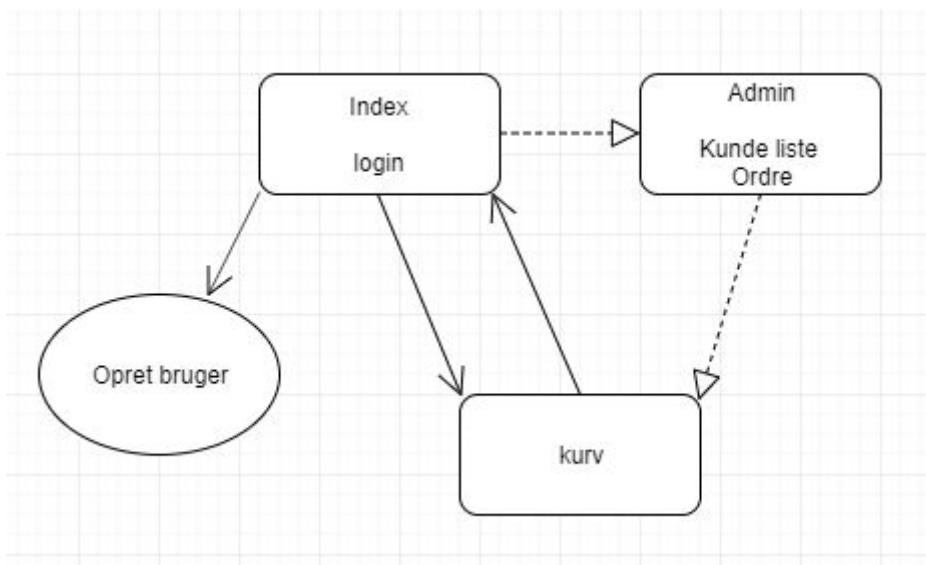 Index
login
Admin
Kunde liste
Ordre
Opret bruger
kurv